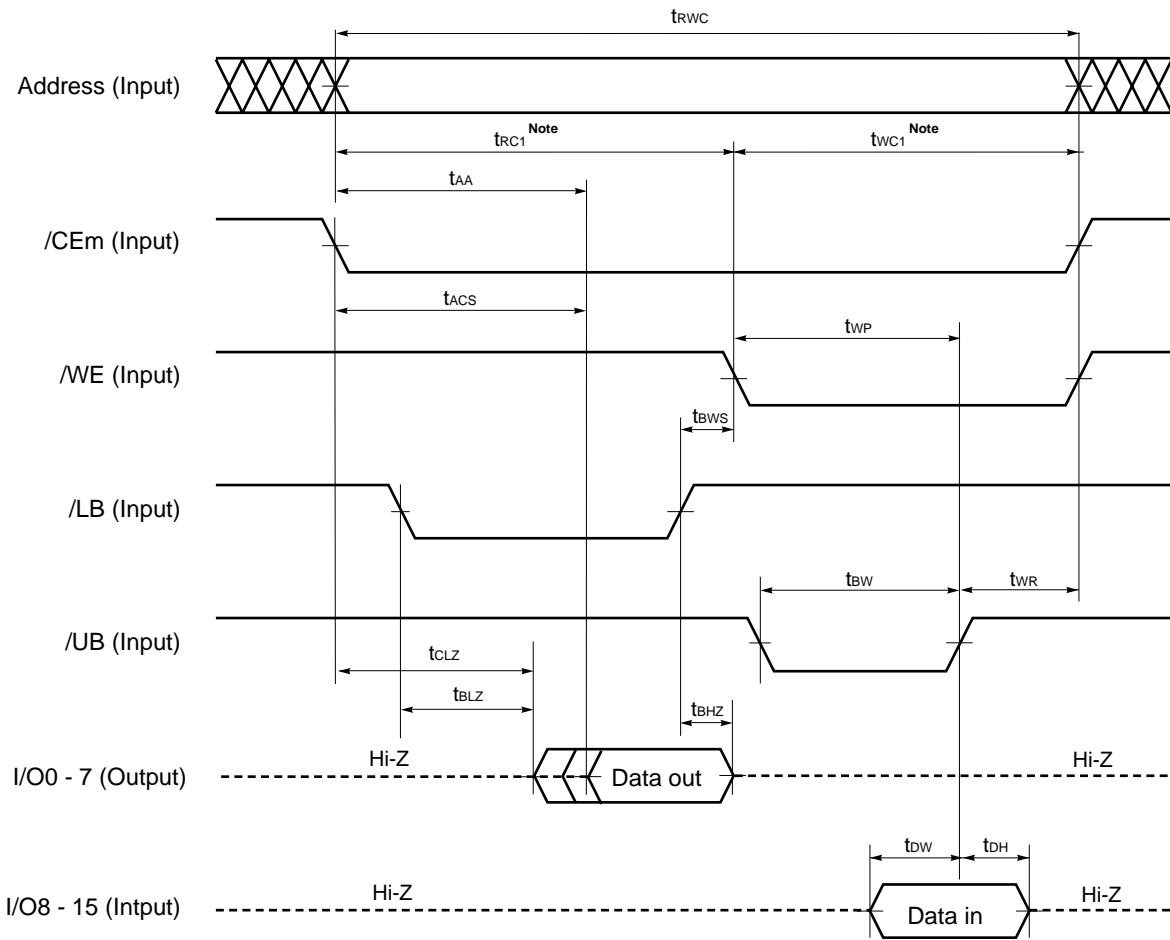 tRWC
Address (Input)
tRC1 Note
tWC1 Note
tAA
/CEm (Input)
tACS
tWP
/WE (Input)
tBWS
/LB (Input)
tBW
tWR
/UB (Input)
tCLZ
tBLZ
tBHZ
Hi-Z
Hi-Z
I/O0 - 7 (Output)
Data out
tDW
tDH
Hi-Z
Hi-Z
I/O8 - 15 (Intput)
Data in